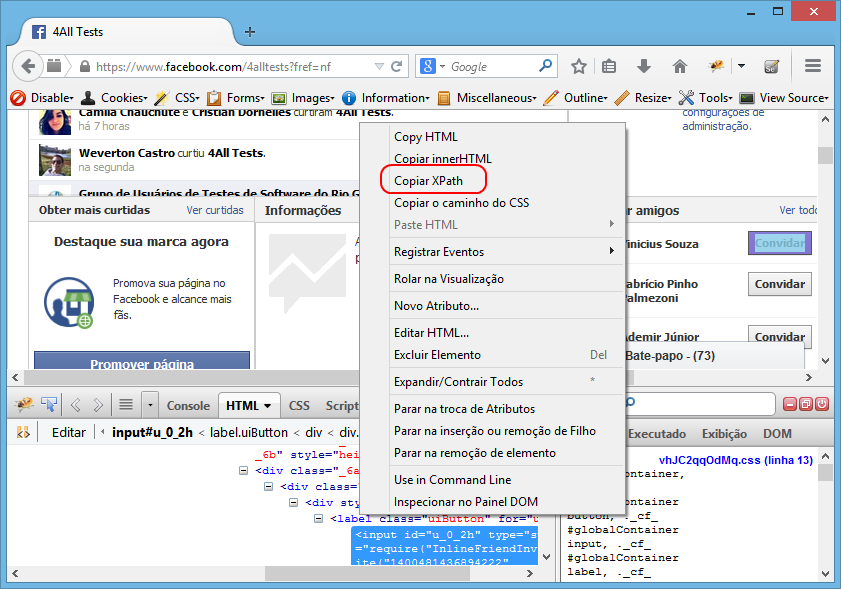 4All Tests
https://www.facebook.com/4alltests?fref=nf
Google
Disable Cookies CSS Forms Images Information Miscellaneous Outline Resize Tools View Source
Camila Chauchute e Cristian Dornelles curtiram 4All Tests.
há 7 horas
Weverton Castro curtiu 4All Tests.
na segunda
Grupo de Usuários de Testes de Software do Rio G
configurações de
administração.
Obter mais curtidas
Ver curtidas
Informações
Destaque sua marca agora
Promova sua página no
Facebook e alcance mais
fãs.
Promover página
r amigos
Ver todo
Vinicius Souza
Convidar
Fabrício Pinho
Palmezoni
Convidar
Ademir Júnior
Convidar
Bate-papo - (73)
Copy HTML
Copiar innerHTML
Copiar XPath
Copiar o caminho do CSS
Paste HTML
Registrar Eventos
Rolar na Visualização
Novo Atributo...
Editar HTML...
Excluir Elemento Del
Expandir/Contrair Todos *
Parar na troca de Atributos
Parar na inserção ou remoção de Filho
Parar na remoção de elemento
Use in Command Line
Inspecionar no Painel DOM
Console HTML CSS Script
Editar input#u_0_2h < label.uiButton < div < div.
Executado Exibição DOM
_6b" style="hei
<div class="_6a
<div class=
<div sty
<label class="uiButton" for="u
<input id="u_0_2h" type="s
="require("InlineFriendInv
ite("1400481436894222"
vhJC2qqOdMq.css (linha 13)
ontainer,
ontainer
button, ._cf_
#globalContainer
input, ._cf_
#globalContainer
label, ._cf_